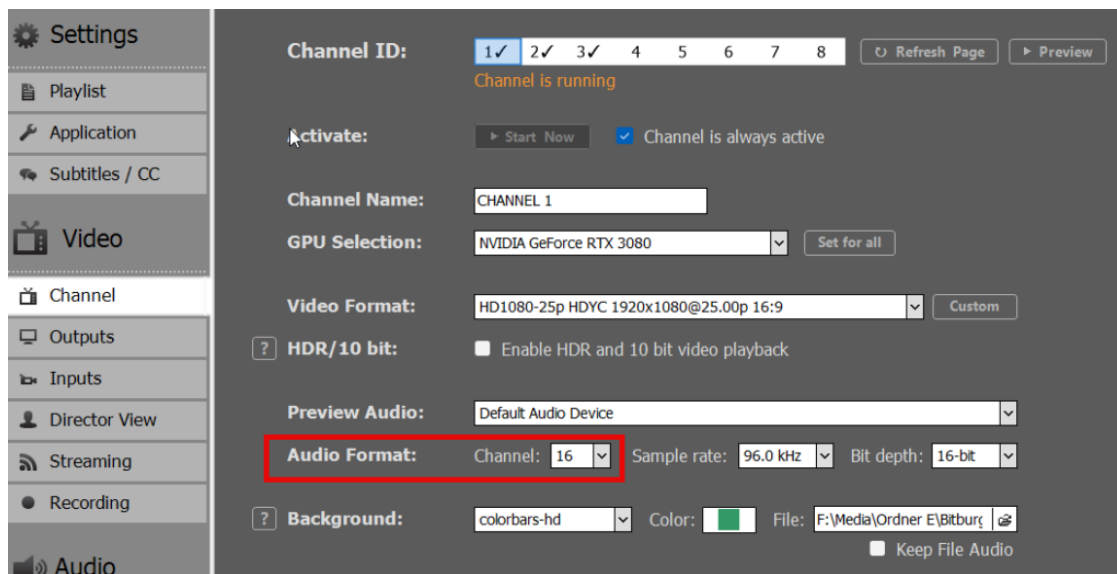 Settings
Playlist
Application
Subtitles / CC
Video
Channel
Outputs
Inputs
Director View
Streaming
Recording
Audio
Channel ID: 1✓ 2✓ 3✓ 4 5 6 7 8 Refresh Page Preview
Channel is running
Activate: Start Now Channel is always active
Channel Name: CHANNEL 1
GPU Selection: NVIDIA GeForce RTX 3080 Set for all
Video Format: HD1080-25p HDYC 1920x1080@25.00p 16:9 Custom
? HDR/10 bit: Enable HDR and 10 bit video playback
Preview Audio: Default Audio Device
Audio Format: Channel: 16 Sample rate: 96.0 kHz Bit depth: 16-bit
? Background: colorbars-hd Color: File: F:\Media\Ordner E\Bitburg
Keep File Audio